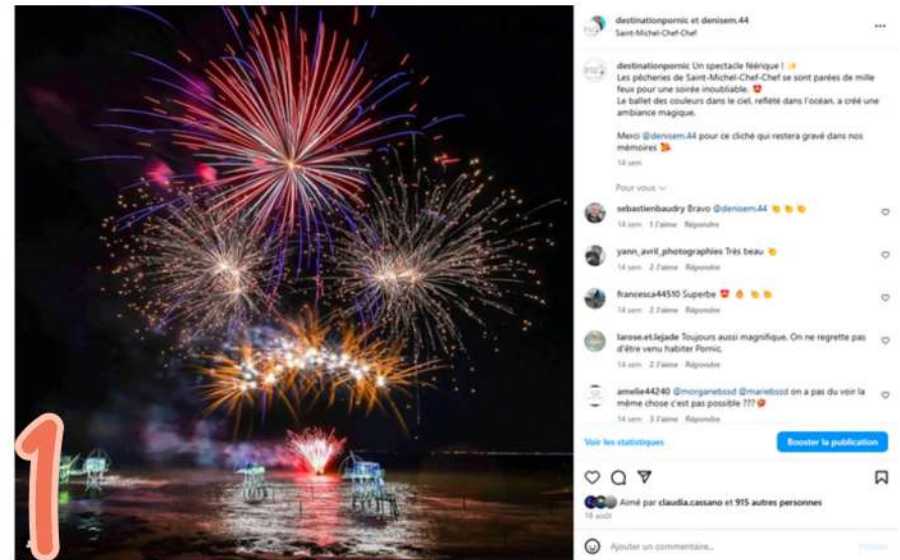 destinationpornic et denisem.44
Saint-Michel-Chef-Chef
destinationpornic Un spectacle féérique ! ✨
Les pêcheries de Saint-Michel-Chef-Chef se sont parées de mille
feux pour une soirée inoubliable. 😍
Le ballet des couleurs dans le ciel, reflété dans l'océan, a créé une
ambiance magique.
Merci @denisem.44 pour ce cliché qui restera gravé dans nos
mémoires
14 sem
Pour vous
sebastienbaudry Bravo @denisem.44 👏👏👏
14 sem 1 J'aime Répondre
yann_avril_photographies Très beau 👏
14 sem 2 J'aime Répondre
francesca44510 Superbe 😍 🔥 👏 👏
14 sem 2 J'aime Répondre
larose.et.lejade Toujours aussi magnifique. On ne regrette pas
d'être venu habiter Pornic.
14 sem 2 J'aime Répondre
amelie44240 @morganebssd @mariebssd on a pas du voir la
même chose c'est pas possible ???
14 sem 3 J'aime Répondre
Voir les statistiques
Booster la publication
Aimé par claudia.cassano et 915 autres personnes
16 août
Ajouter un commentaire...
1